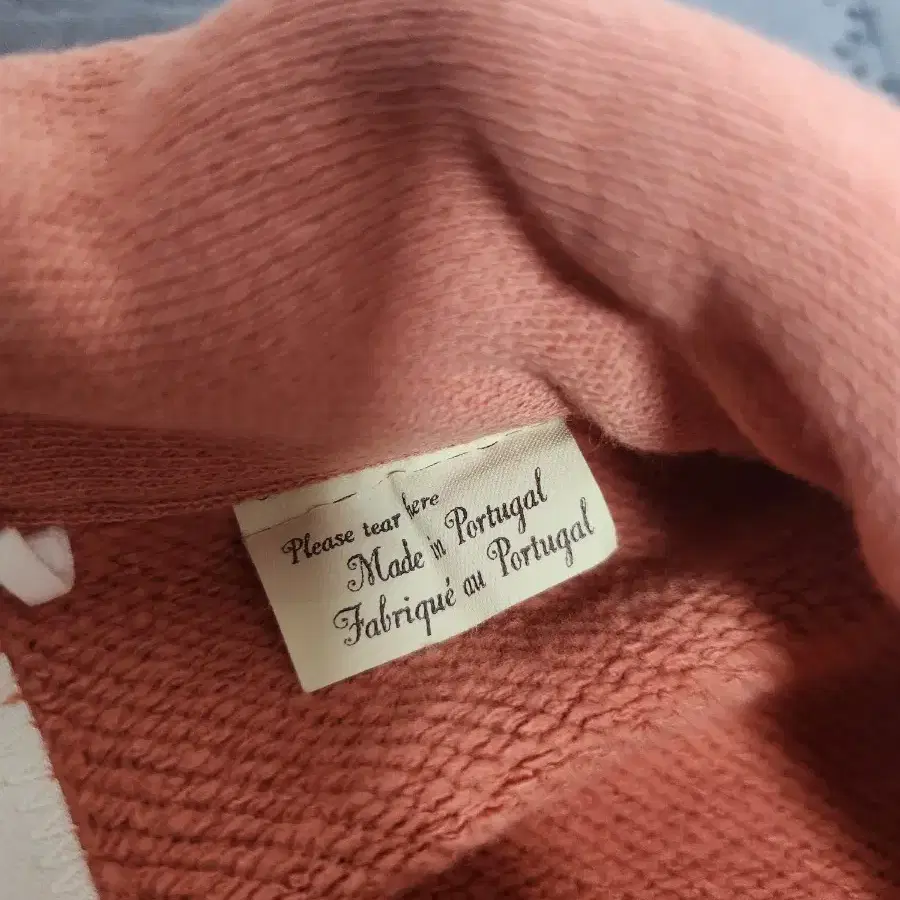 Please tear here
Made in Portugal
Fabriqué au Portugal